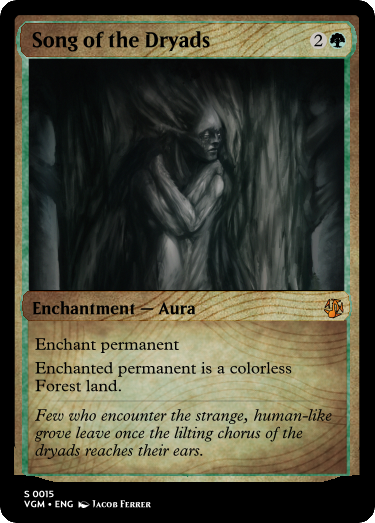 Song of the Dryads 2
Enchantment — Aura
Enchant permanent
Enchanted permanent is a colorless
Forest land.
Few who encounter the strange, human-like
grove leave once the lilting chorus of the
dryads reaches their ears.
S 0015
VGM • ENG Jacob Ferrer